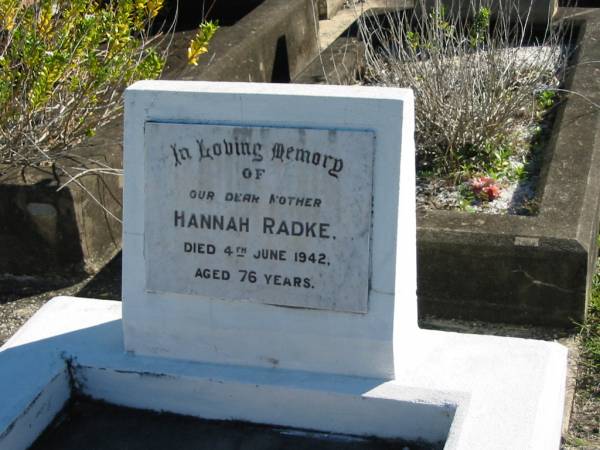 In Loving Memory
OF
OUR DEAR MOTHER
HANNAH RADKE.
DIED 4TH JUNE 1942,
AGED 76 YEARS.